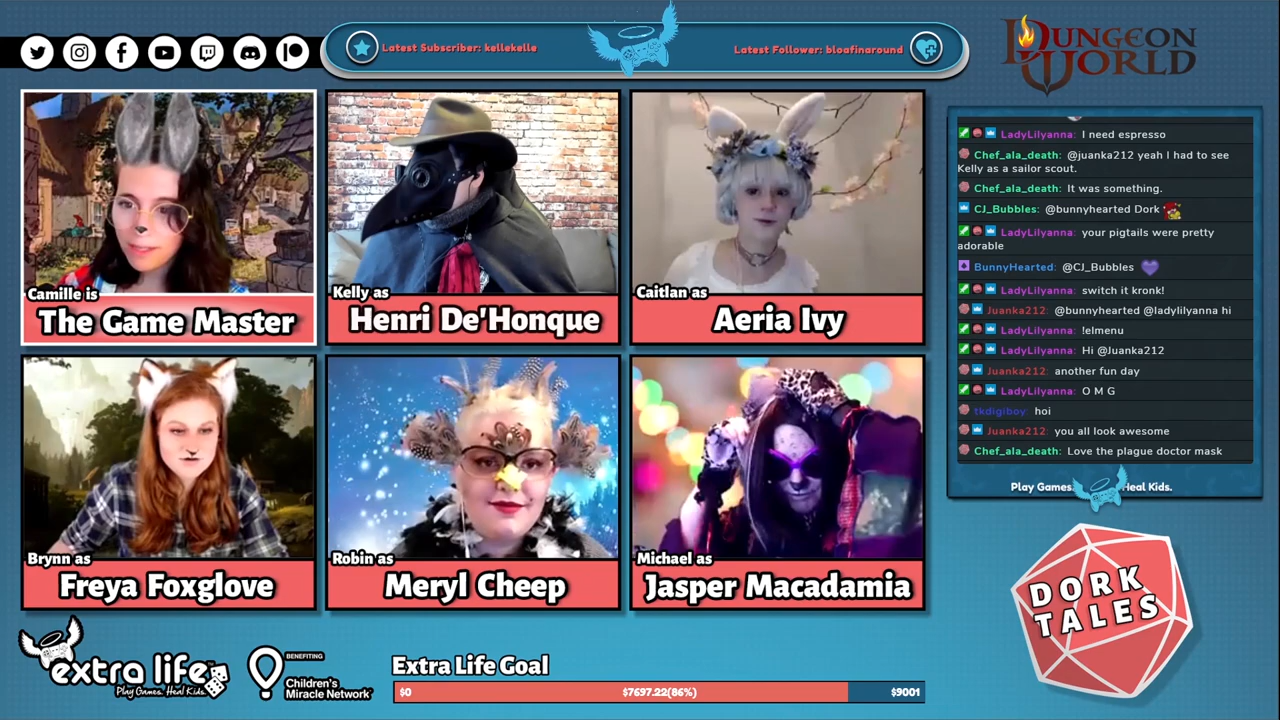 Latest Subscriber: kellekelle
Latest Follower: bloafinaround
DUNGEON
WORLD
Camille is
The Game Master
Kelly as
Henri De'Honque
Caitlan as
Aeria Ivy
Brynn as
Freya Foxglove
Robin as
Meryl Cheep
Michael as
Jasper Macadamia
LadyLilyanna: I need espresso
Chef_ala_death: @juanka212 yeah I had to see
Kelly as a sailor scout.
Chef_ala_death: It was something.
CJ_Bubbles: @bunnyhearted Dork
LadyLilyanna: your pigtails were pretty
adorable
BunnyHearted: @CJ_Bubbles
LadyLilyanna: switch it kronk!
Juanka212: @bunnyhearted @ladylilyanna hi
LadyLilyanna: !elmenu
LadyLilyanna: Hi @Juanka212
Juanka212: another fun day
LadyLilyanna: O M G
tkdigiboy: hoi
Juanka212: you all look awesome
Chef_ala_death: Love the plague doctor mask
Play Games. Heal Kids.
DORK
TALES
extra life
Play Games. Heal Kids.
BENEFITING
Children's
Miracle Network
Extra Life Goal
$0
$7697.22(86%)
$9001